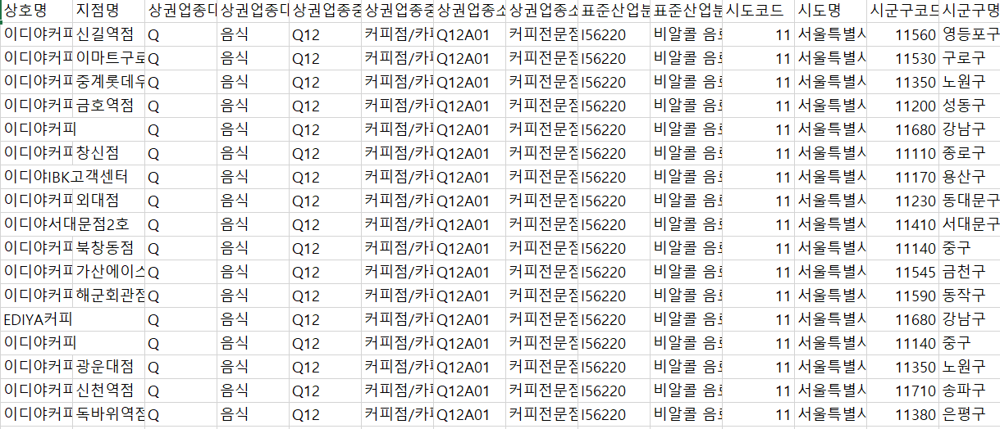 상호명 지점명 상권업종대 상권업종대 상권업종중 상권업종중 상권업종소 상권업종소 표준산업분 표준산업분 시도코드 시도명 시군구코드 시군구명
이디야커피 신길역점 Q 음식 Q12 커피점/카페 Q12A01 커피전문점 I56220 비알콜 음료 11 서울특별시 11560 영등포구
이디야커피 이마트구로 Q 음식 Q12 커피점/카페 Q12A01 커피전문점 I56220 비알콜 음료 11 서울특별시 11530 구로구
이디야커피 중계롯데우 Q 음식 Q12 커피점/카페 Q12A01 커피전문점 I56220 비알콜 음료 11 서울특별시 11350 노원구
이디야커피 금호역점 Q 음식 Q12 커피점/카페 Q12A01 커피전문점 I56220 비알콜 음료 11 서울특별시 11200 성동구
이디야커피 Q 음식 Q12 커피점/카페 Q12A01 커피전문점 I56220 비알콜 음료 11 서울특별시 11680 강남구
이디야커피 창신점 Q 음식 Q12 커피점/카페 Q12A01 커피전문점 I56220 비알콜 음료 11 서울특별시 11110 종로구
이디야IBK고객센터 Q 음식 Q12 커피점/카페 Q12A01 커피전문점 I56220 비알콜 음료 11 서울특별시 11170 용산구
이디야커피 외대점 Q 음식 Q12 커피점/카페 Q12A01 커피전문점 I56220 비알콜 음료 11 서울특별시 11230 동대문구
이디야서대문점2호 Q 음식 Q12 커피점/카페 Q12A01 커피전문점 I56220 비알콜 음료 11 서울특별시 11410 서대문구
이디야커피 북창동점 Q 음식 Q12 커피점/카페 Q12A01 커피전문점 I56220 비알콜 음료 11 서울특별시 11140 중구
이디야커피 가산에이스 Q 음식 Q12 커피점/카페 Q12A01 커피전문점 I56220 비알콜 음료 11 서울특별시 11545 금천구
이디야커피 해군회관점 Q 음식 Q12 커피점/카페 Q12A01 커피전문점 I56220 비알콜 음료 11 서울특별시 11590 동작구
EDIYA커피 Q 음식 Q12 커피점/카페 Q12A01 커피전문점 I56220 비알콜 음료 11 서울특별시 11680 강남구
이디야커피 Q 음식 Q12 커피점/카페 Q12A01 커피전문점 I56220 비알콜 음료 11 서울특별시 11140 중구
이디야커피 광운대점 Q 음식 Q12 커피점/카페 Q12A01 커피전문점 I56220 비알콜 음료 11 서울특별시 11350 노원구
이디야커피 신천역점 Q 음식 Q12 커피점/카페 Q12A01 커피전문점 I56220 비알콜 음료 11 서울특별시 11710 송파구
이디야커피 독바위역점 Q 음식 Q12 커피점/카페 Q12A01 커피전문점 I56220 비알콜 음료 11 서울특별시 11380 은평구